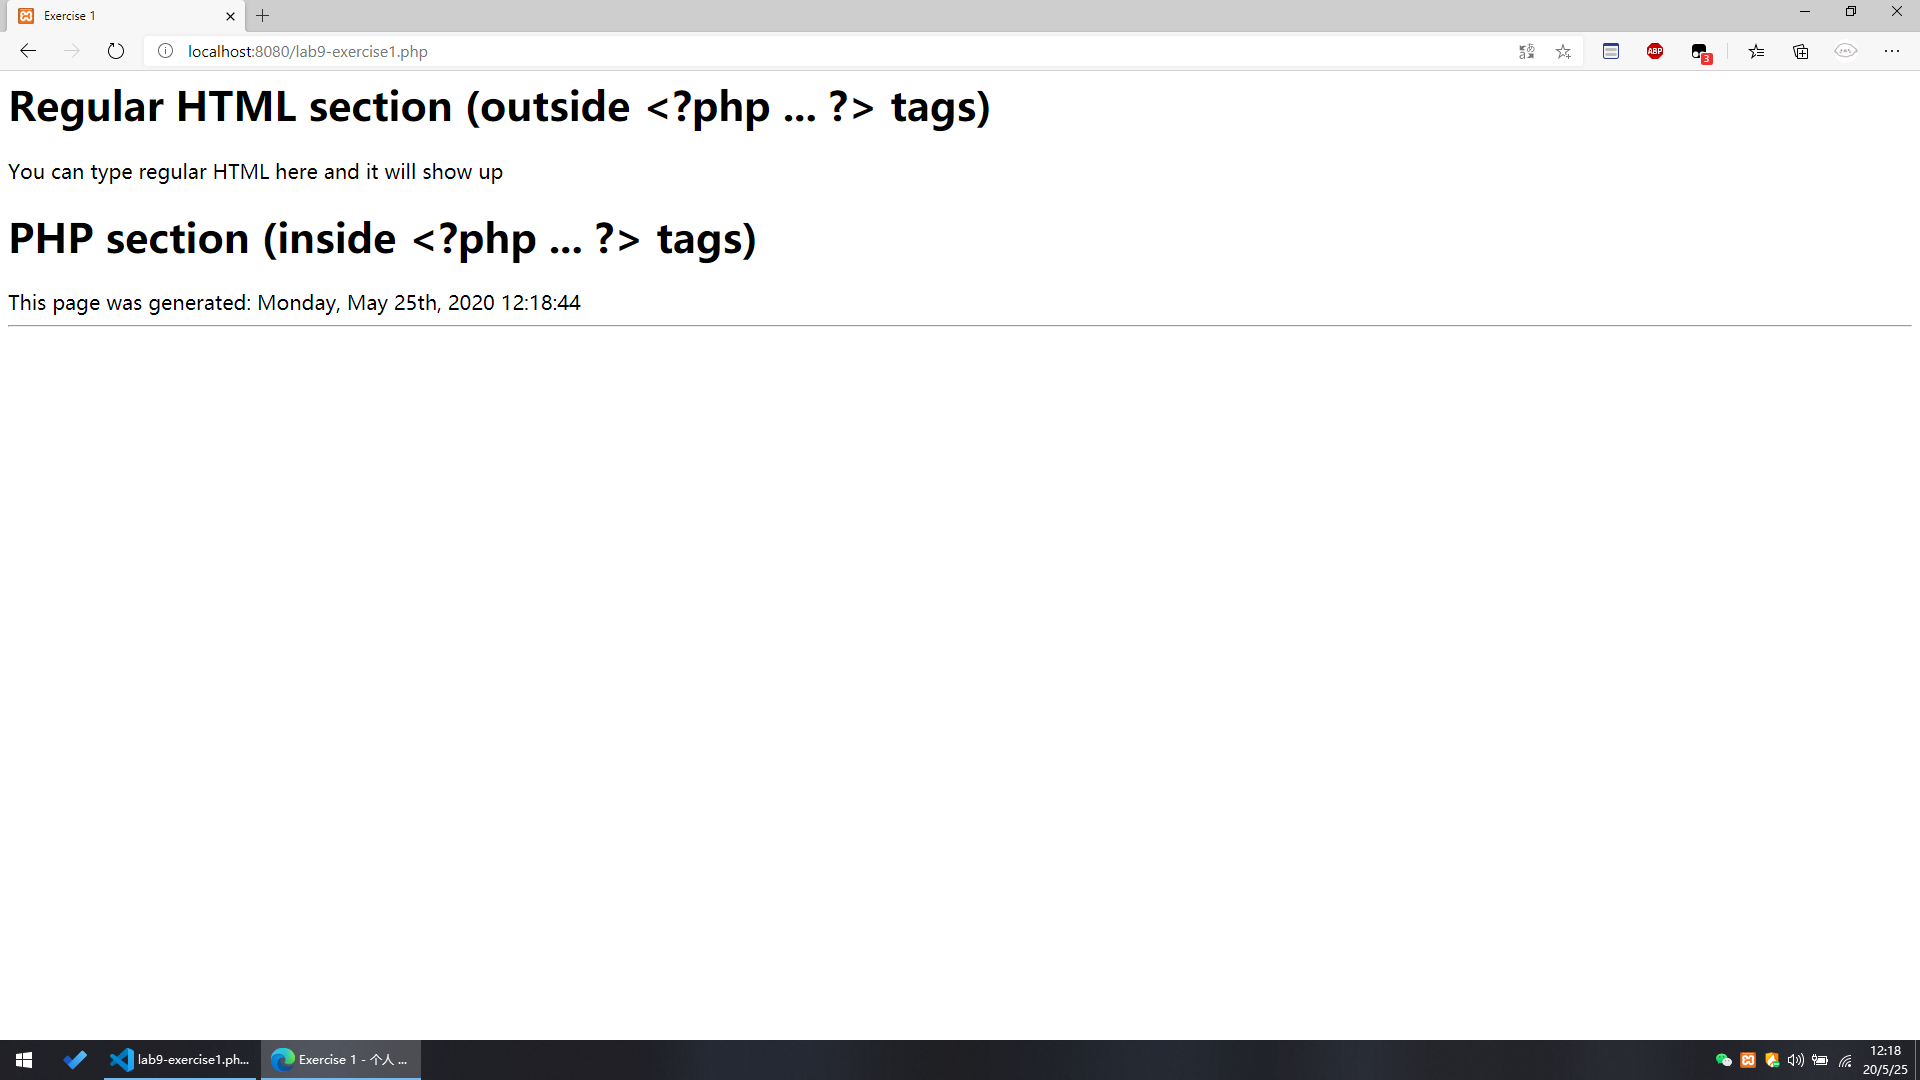 Exercise 1
localhost:8080/lab9-exercise1.php
ABP
3
Regular HTML section (outside <?php ... ?> tags)
You can type regular HTML here and it will show up
PHP section (inside <?php ... ?> tags)
This page was generated: Monday, May 25th, 2020 12:18:44
lab9-exercise1.ph...
Exercise 1 - 个人 ...
12:18
20/5/25